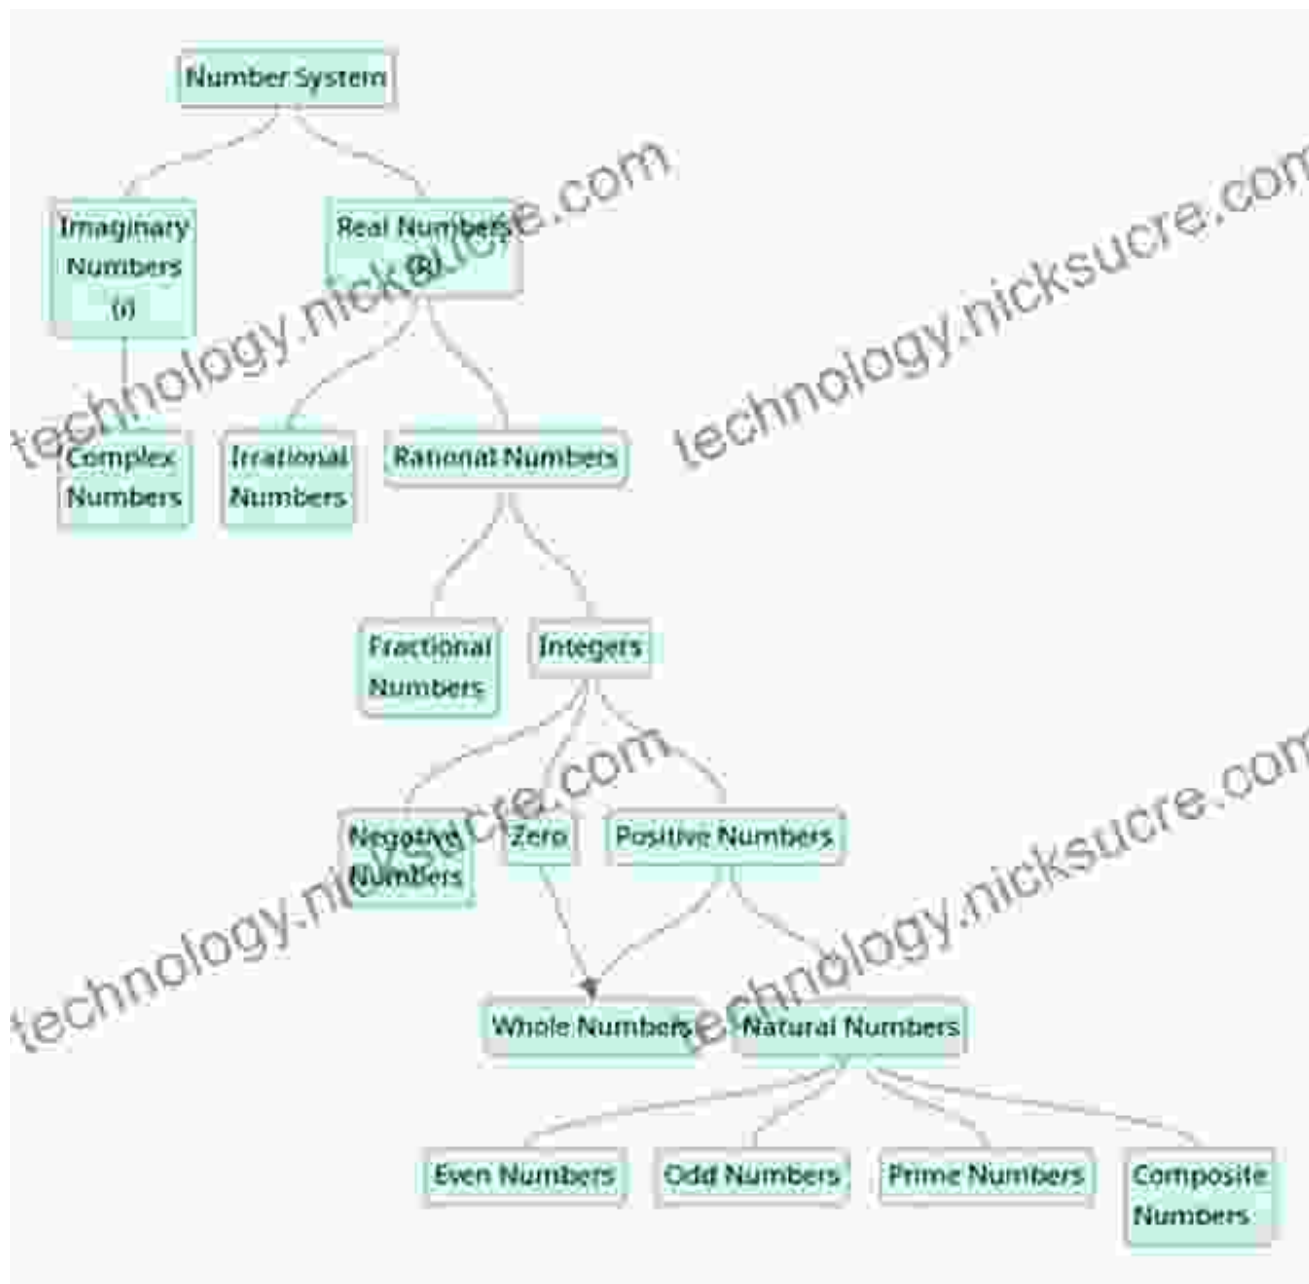 Number System
Imaginary
Numbers
(i)
Real Numbers
(R)
Complex
Numbers
Irrational
Numbers
Rational Numbers
Fractional
Numbers
Integers
Negative
Numbers
Zero
Positive Numbers
Whole Numbers
Natural Numbers
Even Numbers
Odd Numbers
Prime Numbers
Composite
Numbers
technology.nicksucre.com
technology.nicksucre.com
technology.nicksucre.com
technology.nicksucre.com